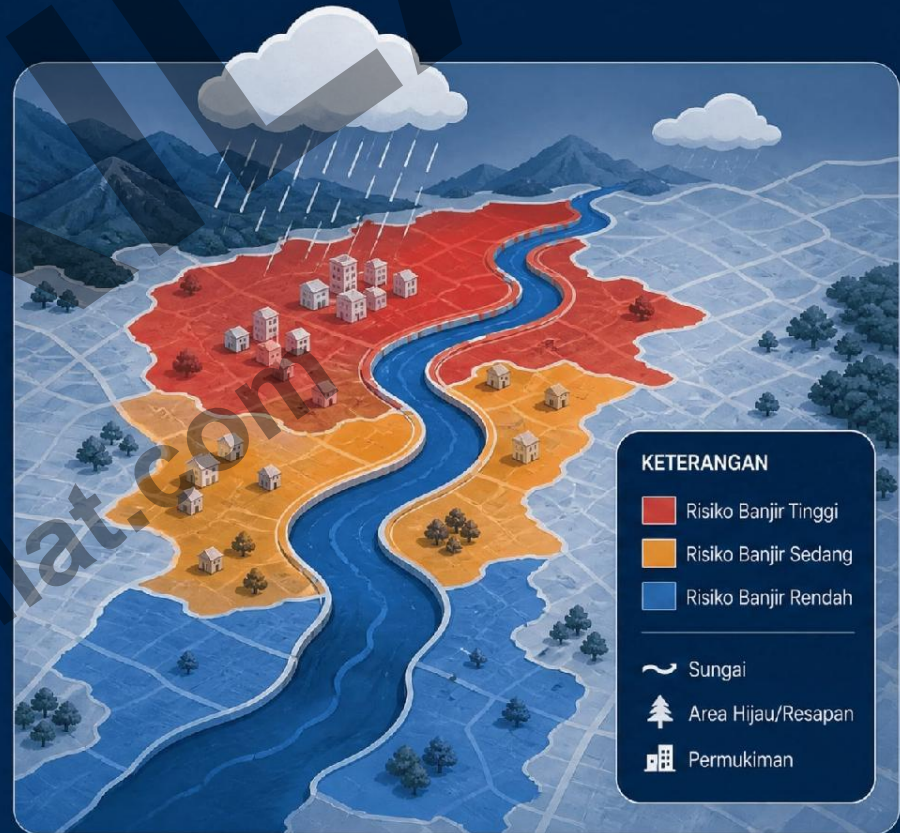 KETERANGAN
Risiko Banjir Tinggi
Risiko Banjir Sedang
Risiko Banjir Rendah
Sungai
Area Hijau/Resapan
Permukiman